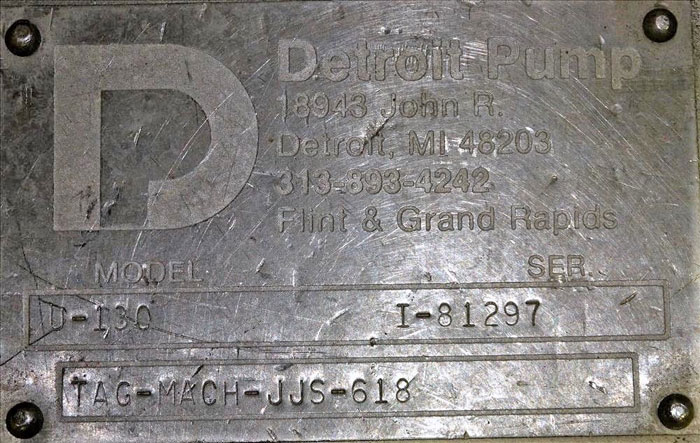 Detroit Pump
18943 John R.
Detroit, MI 48203
313-893-4242
Flint & Grand Rapids
MODEL SER.
D-130 I-81297
TAG-MACH-JJS-618